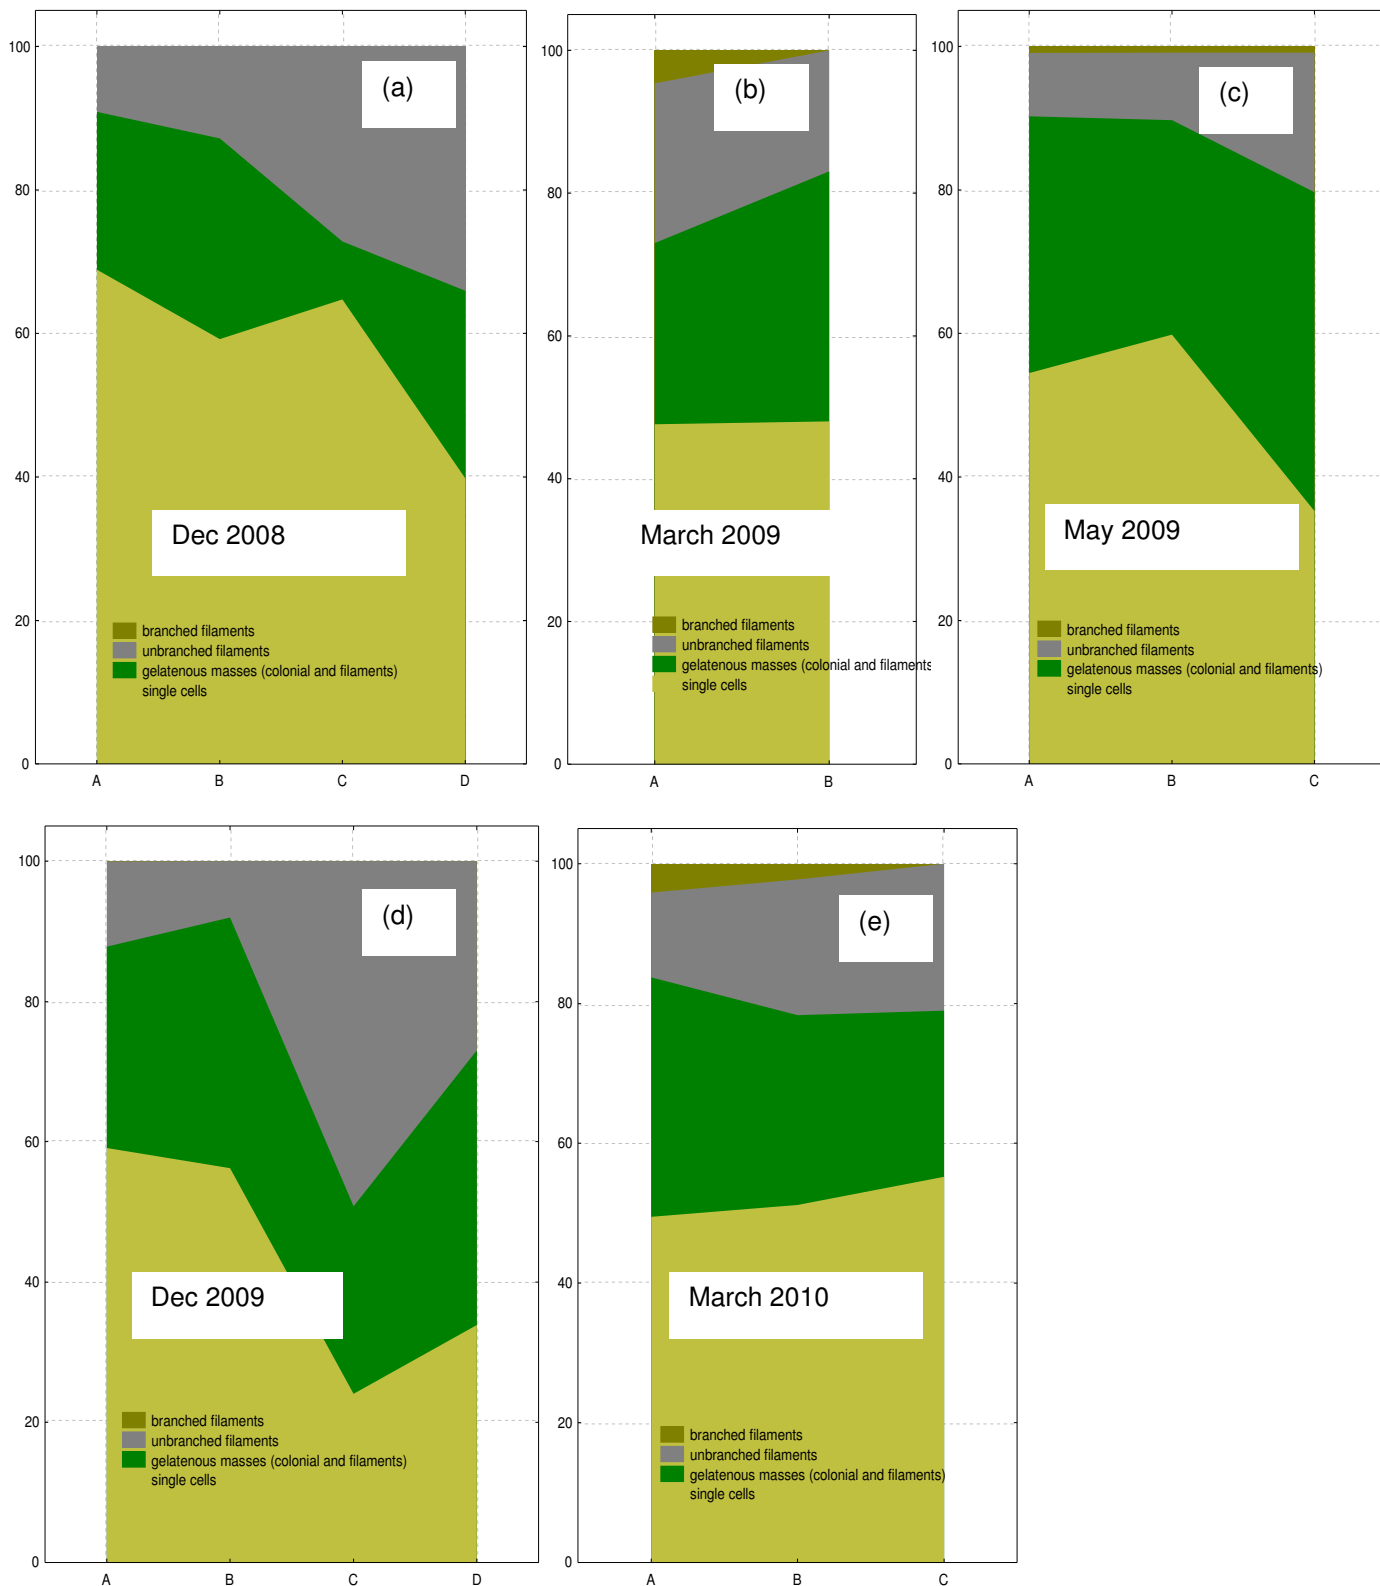 (a)
100
80
60
40
20
0
Dec 2008
branched filaments
unbranched filaments
gelatenous masses (colonial and filaments)
single cells
A B C D
(b)
100
80
60
40
20
0
March 2009
branched filaments
unbranched filaments
gelatenous masses (colonial and filaments
single cells
A B
(c)
100
80
60
40
20
0
May 2009
branched filaments
unbranched filaments
gelatenous masses (colonial and filaments)
single cells
A B C
(d)
100
80
60
40
20
0
Dec 2009
branched filaments
unbranched filaments
gelatenous masses (colonial and filaments)
single cells
A B C D
(e)
100
80
60
40
20
0
March 2010
branched filaments
unbranched filaments
gelatenous masses (colonial and filaments)
single cells
A B C